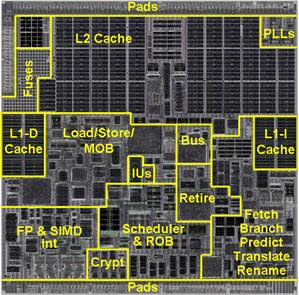 Pads
L2 Cache
PLLs
Fuses
L1-D
Cache
Load/Store/
MOB
Bus
L1-I
Cache
IUs
Retire
FP & SIMD
Int
Scheduler
& ROB
Fetch
Branch
Predict
Translate
Rename
Crypt
Pads